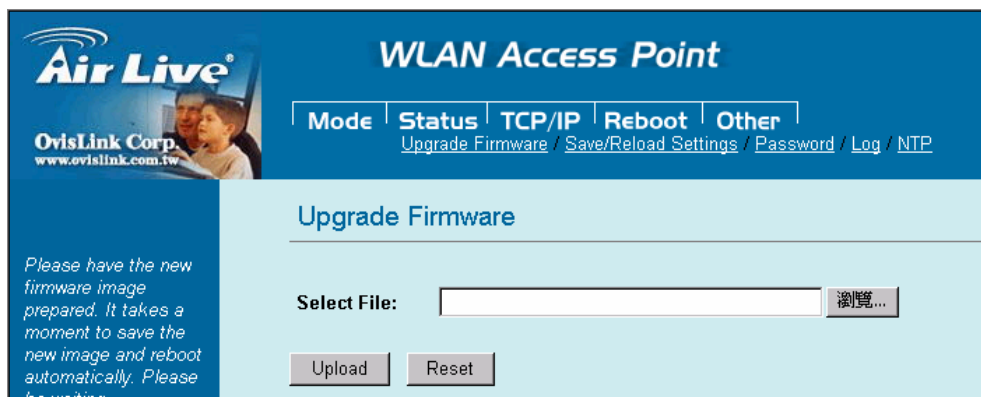 Air Live®
OvisLink Corp.
www.ovislink.com.tw
WLAN Access Point
Mode Status TCP/IP Reboot Other
Upgrade Firmware / Save/Reload Settings / Password / Log / NTP
Please have the new
firmware image
prepared. It takes a
moment to save the
new image and reboot
automatically. Please
be waiting
Upgrade Firmware
Select File: 瀏覽...
Upload Reset